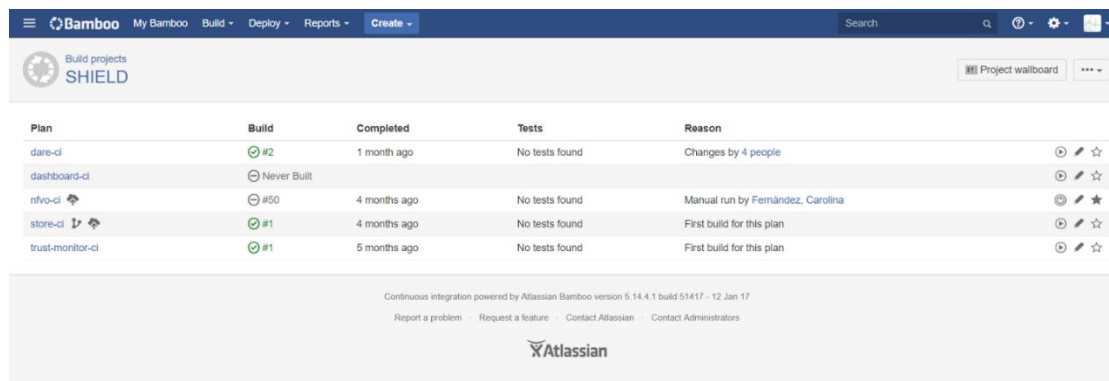 Bamboo My Bamboo Build Deploy Reports Create Search
Build projects
SHIELD
Project wallboard
Plan Build Completed Tests Reason
dare-ci #2 1 month ago No tests found Changes by 4 people
dashboard-ci Never Built
nfvo-ci #50 4 months ago No tests found Manual run by Fernández, Carolina
store-ci #1 4 months ago No tests found First build for this plan
trust-monitor-ci #1 5 months ago No tests found First build for this plan
Continuous integration powered by Atlassian Bamboo version 5.14.4.1 build 51417 - 12 Jan 17
Report a problem · Request a feature · Contact Atlassian · Contact Administrators
Atlassian